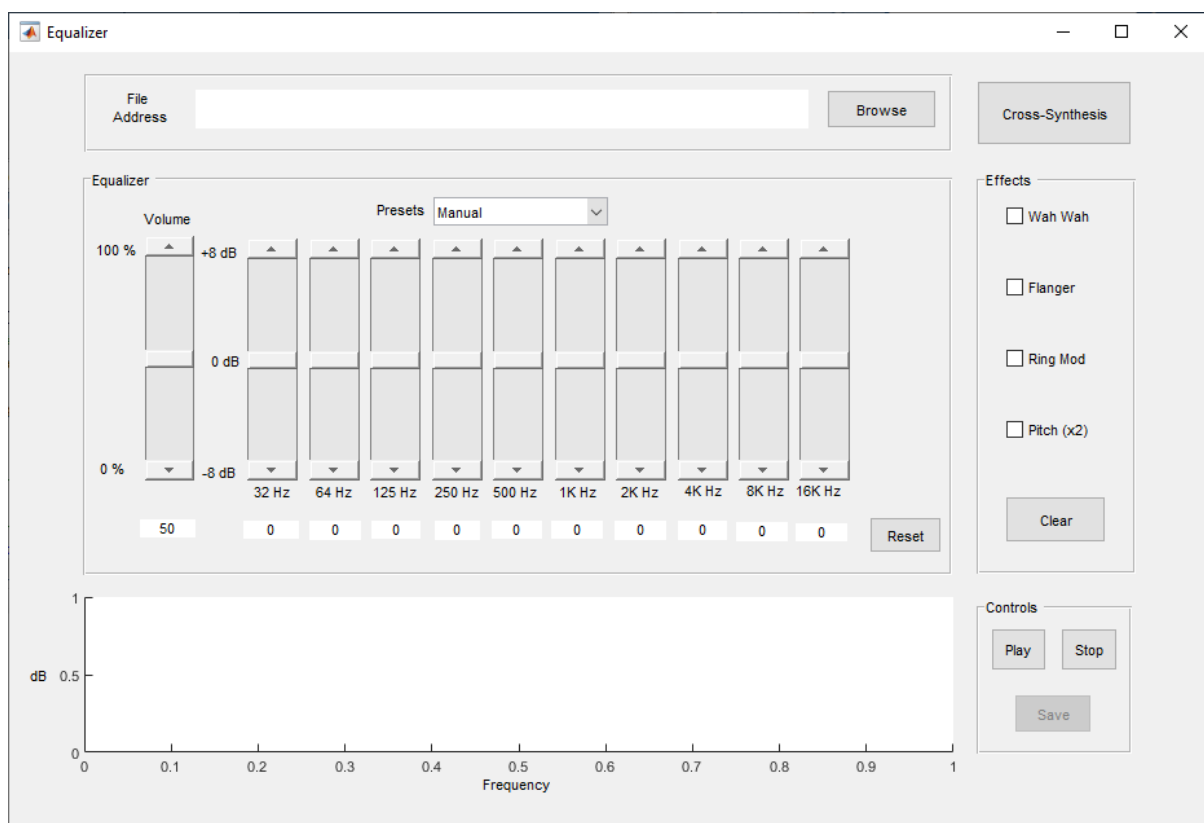 Equalizer
File
Address
Browse
Cross-Synthesis
Equalizer
Effects
Volume
Presets
Manual
Wah Wah
100 %
+8 dB
Flanger
0 dB
Ring Mod
Pitch (x2)
0 %
-8 dB
32 Hz 64 Hz 125 Hz 250 Hz 500 Hz 1K Hz 2K Hz 4K Hz 8K Hz 16K Hz
50 0 0 0 0 0 0 0 0 0 0
Reset
Clear
Controls
Play
Stop
Save
1
dB 0.5
0
0 0.1 0.2 0.3 0.4 0.5 0.6 0.7 0.8 0.9 1
Frequency